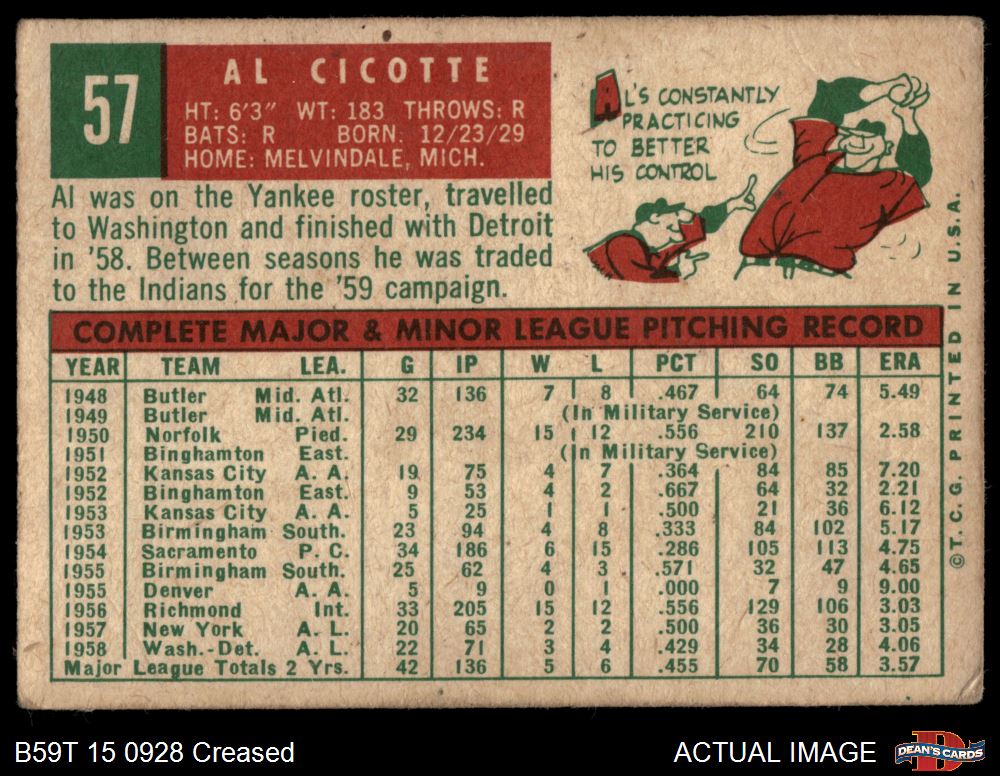 57
AL CICOTTE
HT: 6'3" WT: 183 THROWS: R
BATS: R BORN. 12/23/29
HOME: MELVINDALE, MICH.
AL'S CONSTANTLY
PRACTICING
TO BETTER
HIS CONTROL
Al was on the Yankee roster, travelled
to Washington and finished with Detroit
in '58. Between seasons he was traded
to the Indians for the '59 campaign.
COMPLETE MAJOR & MINOR LEAGUE PITCHING RECORD
YEAR TEAM LEA. G IP W L PCT SO BB ERA
1948 Butler Mid. Atl. 32 136 7 8 .467 64 74 5.49
1949 Butler Mid. Atl. (In Military Service)
1950 Norfolk Pied. 29 234 15 12 .556 210 137 2.58
1951 Binghamton East. (In Military Service)
1952 Kansas City A. A. 19 75 4 7 .364 84 85 7.20
1952 Binghamton East. 9 53 4 2 .667 64 32 2.21
1953 Kansas City A. A. 5 25 1 1 .500 21 36 6.12
1953 Birmingham South. 23 94 4 8 .333 84 102 5.17
1954 Sacramento P. C. 34 186 6 15 .286 105 113 4.75
1955 Birmingham South. 25 62 4 3 .571 32 47 4.65
1955 Denver A. A. 5 9 0 1 .000 7 9 9.00
1956 Richmond Int. 33 205 15 12 .556 129 106 3.03
1957 New York A. L. 20 65 2 2 .500 36 30 3.05
1958 Wash.-Det. A. L. 22 71 3 4 .429 34 28 4.06
Major League Totals 2 Yrs. 42 136 5 6 .455 70 58 3.57
©T. C. G. PRINTED IN U.S.A.
B59T 15 0928 Creased
ACTUAL IMAGE
D
DEAN'S CARDS